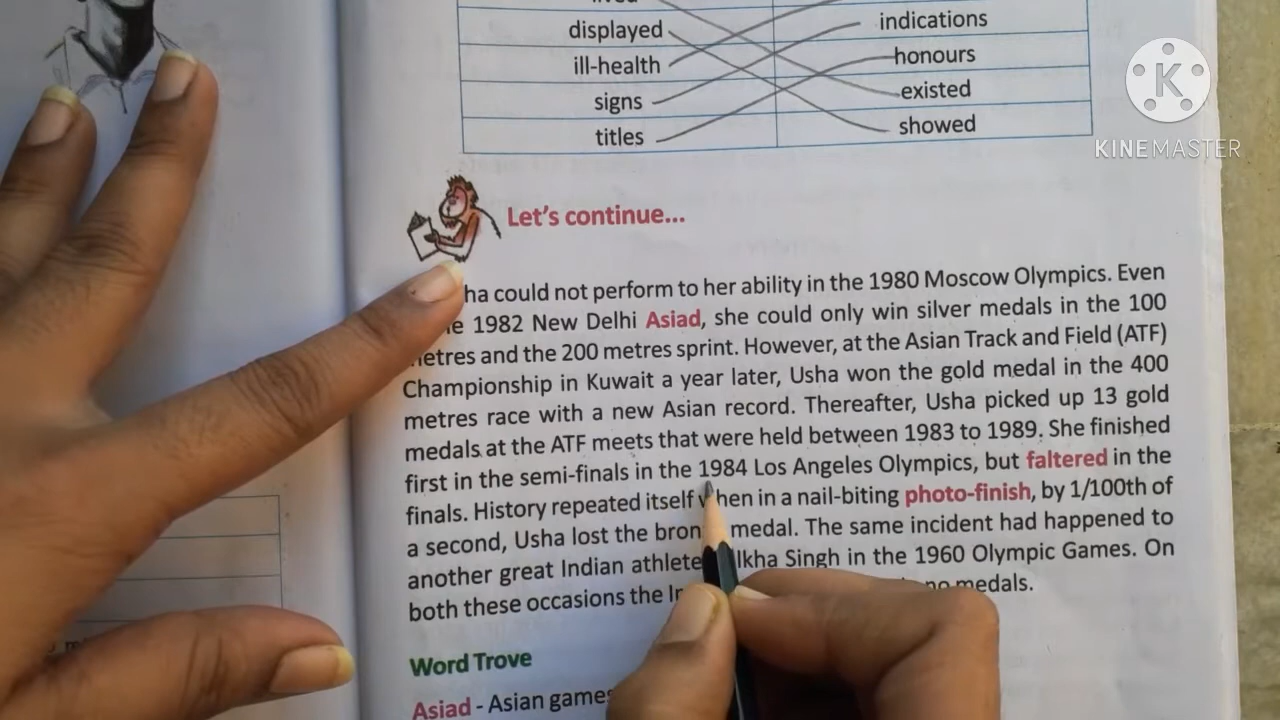 displayed indications
ill-health honours
signs existed
titles showed
KINEMASTER
Let's continue...
could not perform to her ability in the 1980 Moscow Olympics. Even
1982 New Delhi Asiad, she could only win silver medals in the 100
metres and the 200 metres sprint. However, at the Asian Track and Field (ATF)
Championship in Kuwait a year later, Usha won the gold medal in the 400
metres race with a new Asian record. Thereafter, Usha picked up 13 gold
medals at the ATF meets that were held between 1983 to 1989. She finished
first in the semi-finals in the 1984 Los Angeles Olympics, but faltered in the
finals. History repeated itself when in a nail-biting photo-finish, by 1/100th of
a second, Usha lost the bronze medal. The same incident had happened to
another great Indian athlete Singh in the 1960 Olympic Games. On
both these occasions the no medals.
Word Trove
Asiad - Asian games